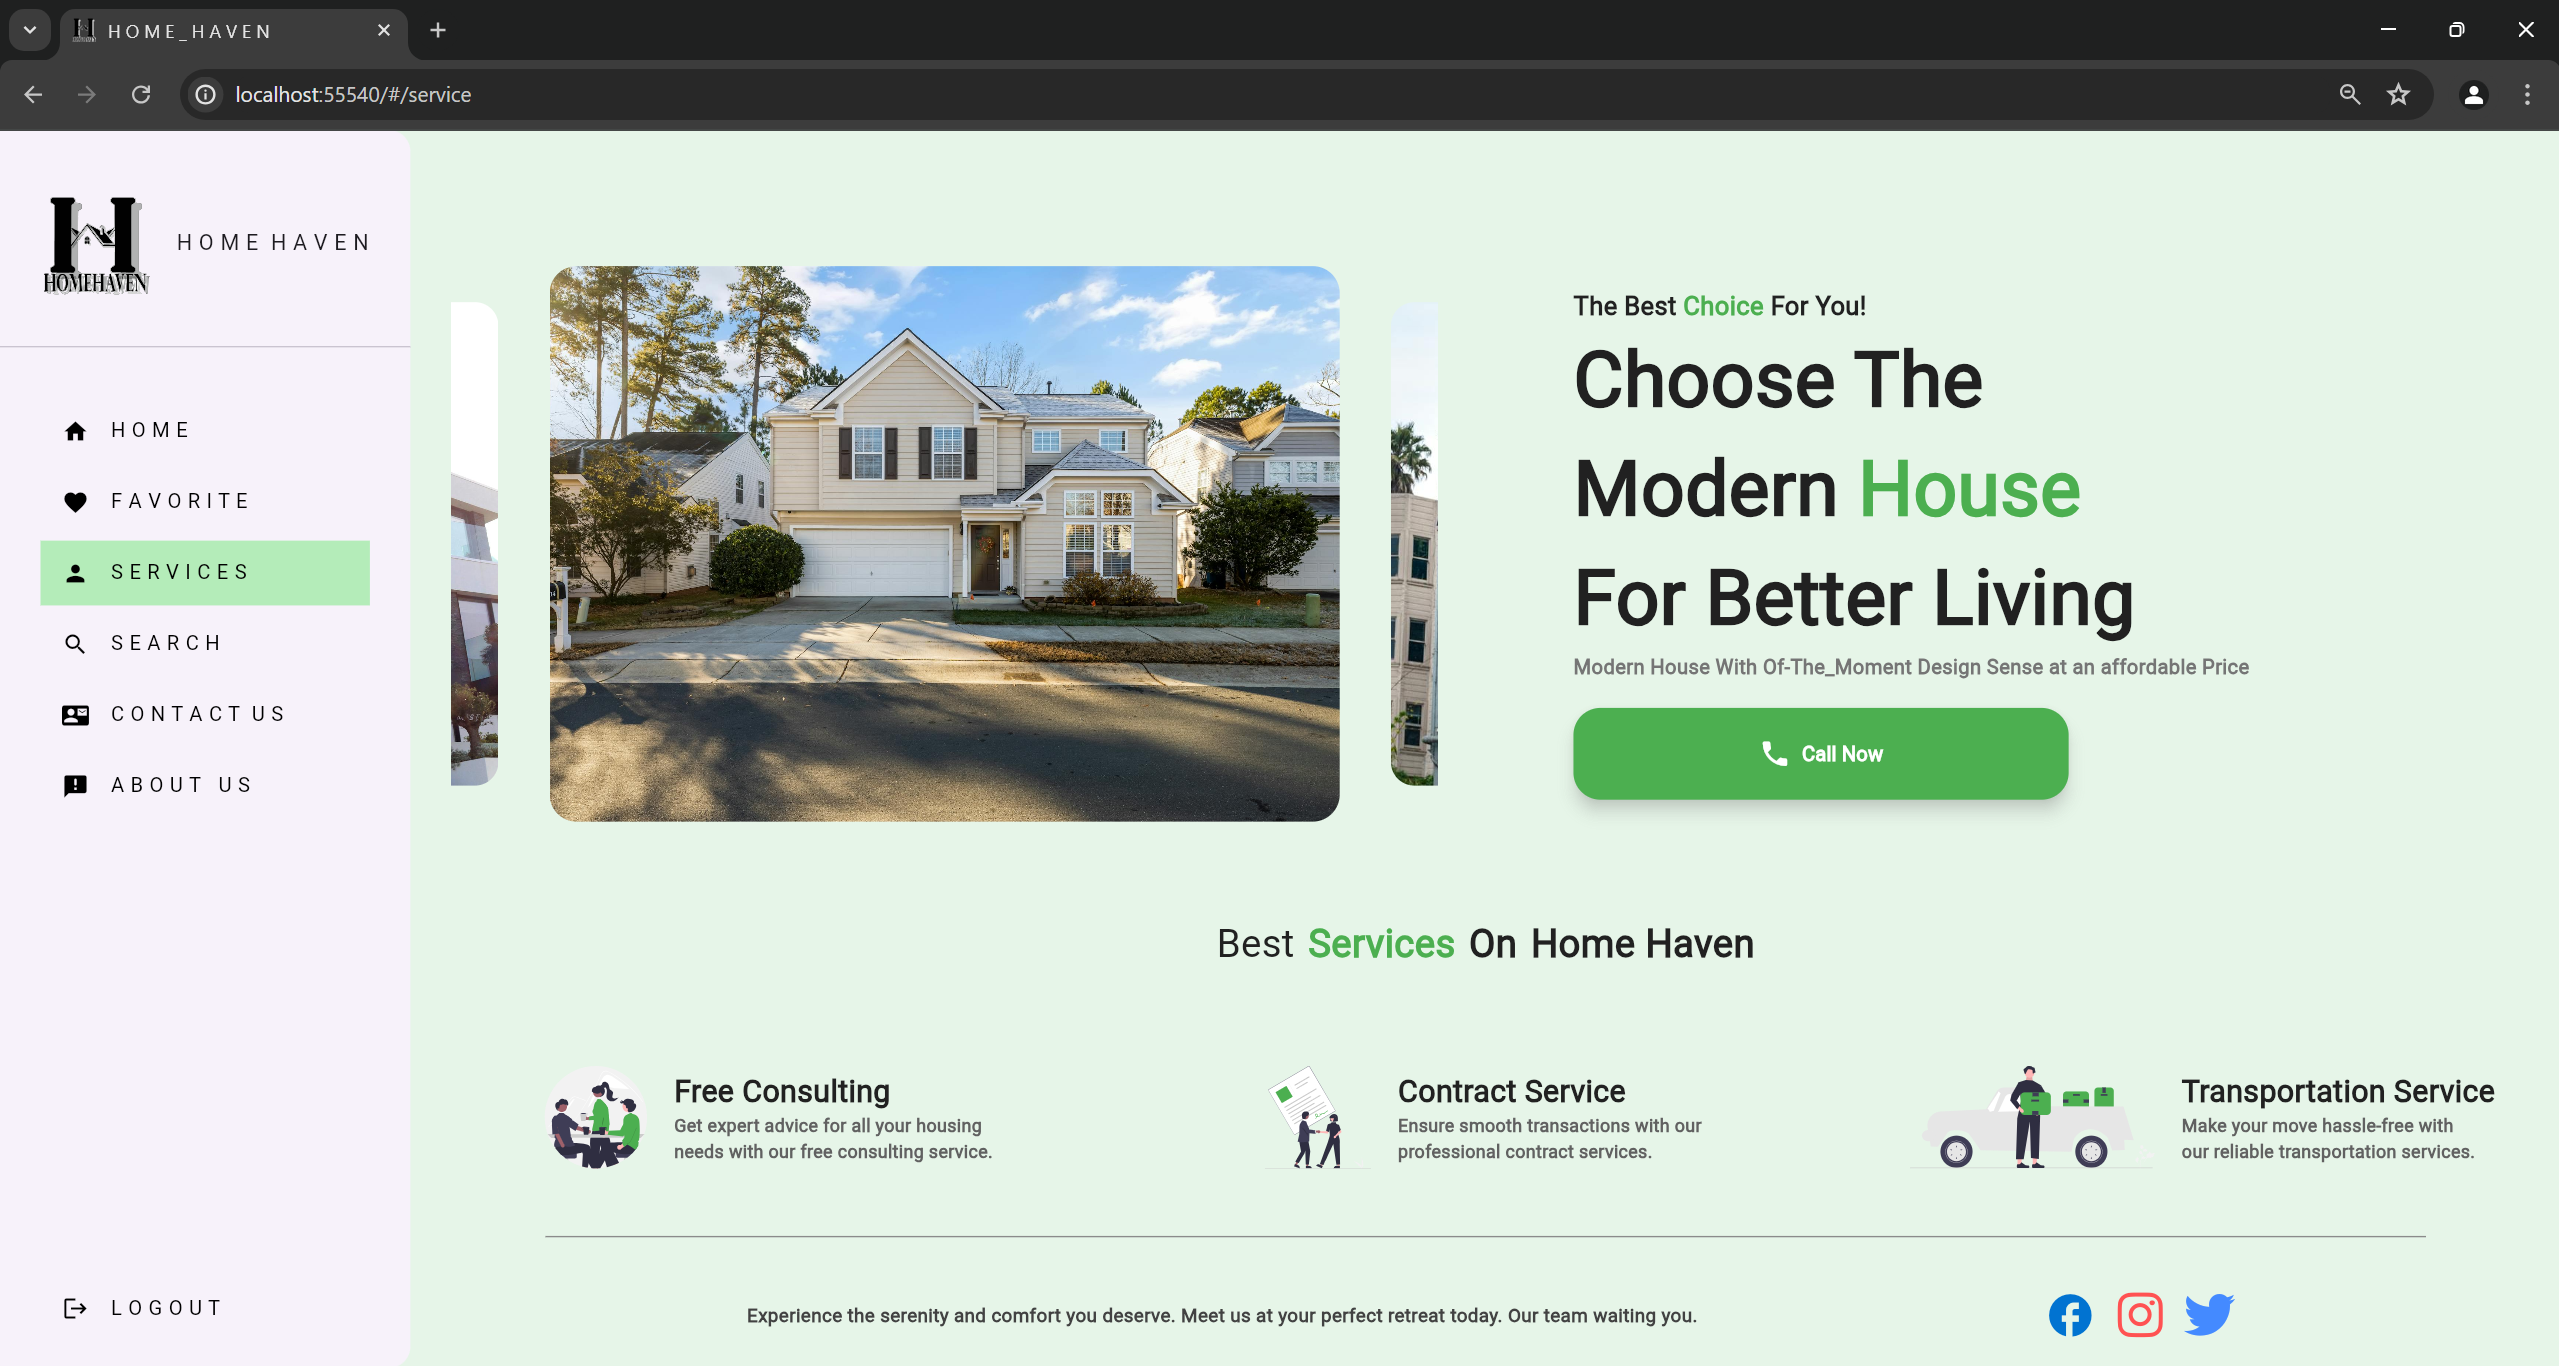 HOME_HAVEN
localhost:55540/#/service
HOMEHAVEN
HOME HAVEN
HOME
FAVORITE
SERVICES
SEARCH
CONTACT US
ABOUT US
LOGOUT
The Best Choice For You!
Choose The
Modern House
For Better Living
Modern House With Of-The_Moment Design Sense at an affordable Price
Call Now
Best Services On Home Haven
Free Consulting
Get expert advice for all your housing
needs with our free consulting service.
Contract Service
Ensure smooth transactions with our
professional contract services.
Transportation Service
Make your move hassle-free with
our reliable transportation services.
Experience the serenity and comfort you deserve. Meet us at your perfect retreat today. Our team waiting you.